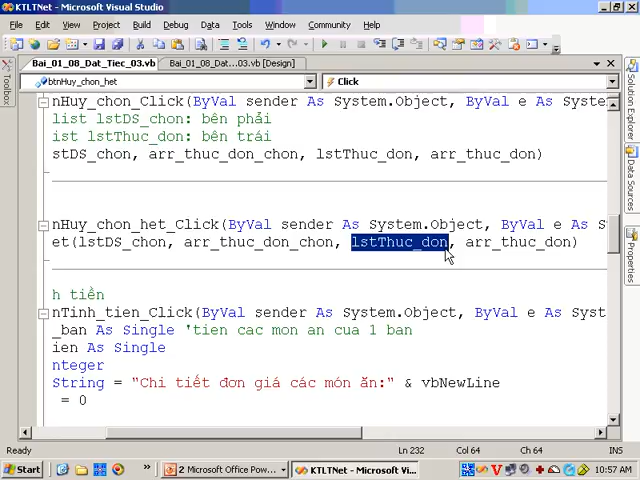 KTLTNet - Microsoft Visual Studio
File Edit View Project Build Debug Data Tools Window Community Help
Bai_01_08_Dat_Tiec_03.vb Bai_01_08_Dat....03.vb [Design]
btnHuy_chon_het Click
nHuy_chon_Click(ByVal sender As System.Object, ByVal e As Syste
list lstDS_chon: bên phải
ist lstThuc_don: bên trái
stDS_chon, arr_thuc_don_chon, lstThuc_don, arr_thuc_don)
nHuy_chon_het_Click(ByVal sender As System.Object, ByVal e As S
et(lstDS_chon, arr_thuc_don_chon, lstThuc_don, arr_thuc_don)
h tiền
nTinh_tien_Click(ByVal sender As System.Object, ByVal e As Syst
_ban As Single 'tien cac mon an cua 1 ban
ien As Single
nteger
String = "Chi tiết đơn giá các món ăn:" & vbNewLine
= 0
Toolbox
Solution Explorer
Data Sources
Properties
Ready Ln 232 Col 64 Ch 64 INS
Start 2 Microsoft Office Pow... KTLTNet - Microsoft Vi... 10:57 AM